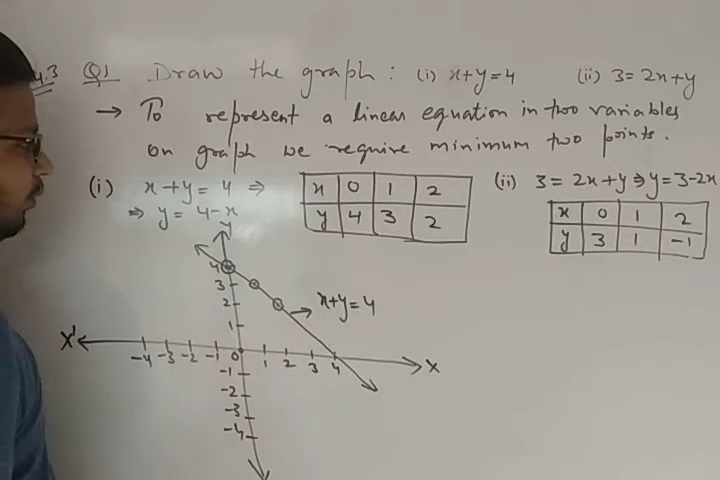 4.3 Q1 Draw the graph : (i) x+y=4 (ii) 3=2x+y
→ To represent a linear equation in two variables
on graph we require minimum two points.
(i) x+y=4 ⇒
⇒ y=4-x
x 0 1 2
y 4 3 2
(ii) 3=2x+y⇒y=3-2x
x 0 1 2
y 3 1 -1
Y
4
3
2
1
x+y=4
X' -4 -3 -2 -1 0 1 2 3 4 X
-1
-2
-3
-4